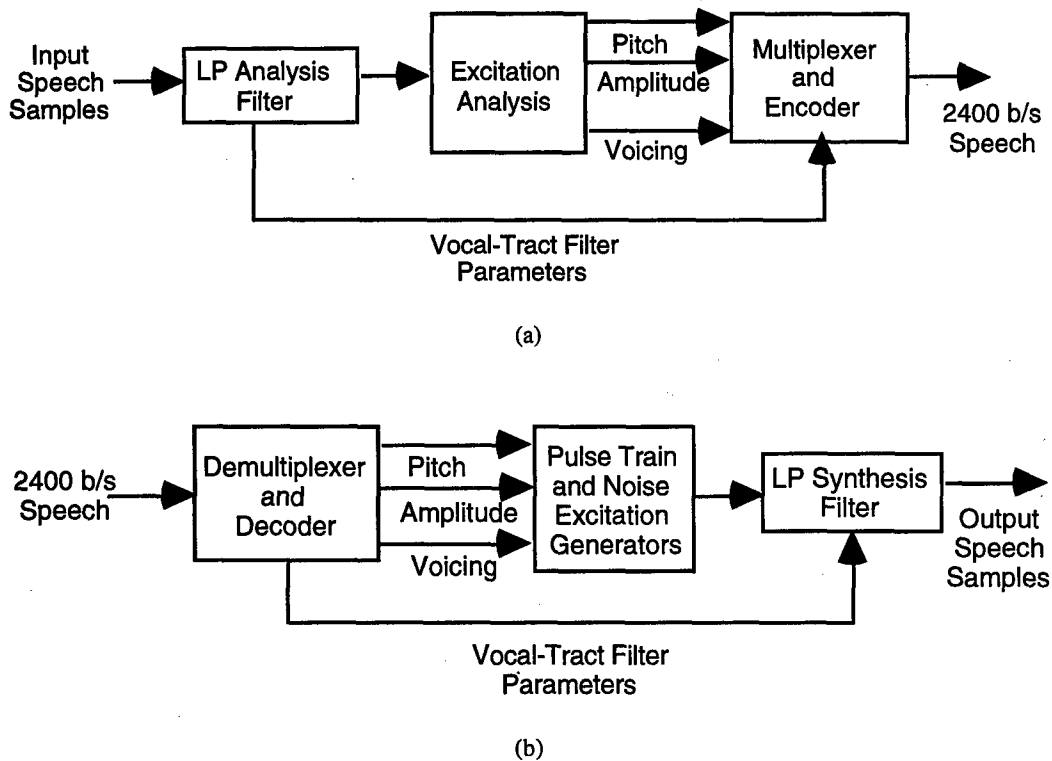 Input
Speech
Samples
LP Analysis
Filter
Excitation
Analysis
Pitch
Amplitude
Voicing
Multiplexer
and
Encoder
2400 b/s
Speech
Vocal-Tract Filter
Parameters
(a)
2400 b/s
Speech
Demultiplexer
and
Decoder
Pitch
Amplitude
Voicing
Pulse Train
and Noise
Excitation
Generators
LP Synthesis
Filter
Output
Speech
Samples
Vocal-Tract Filter
Parameters
(b)